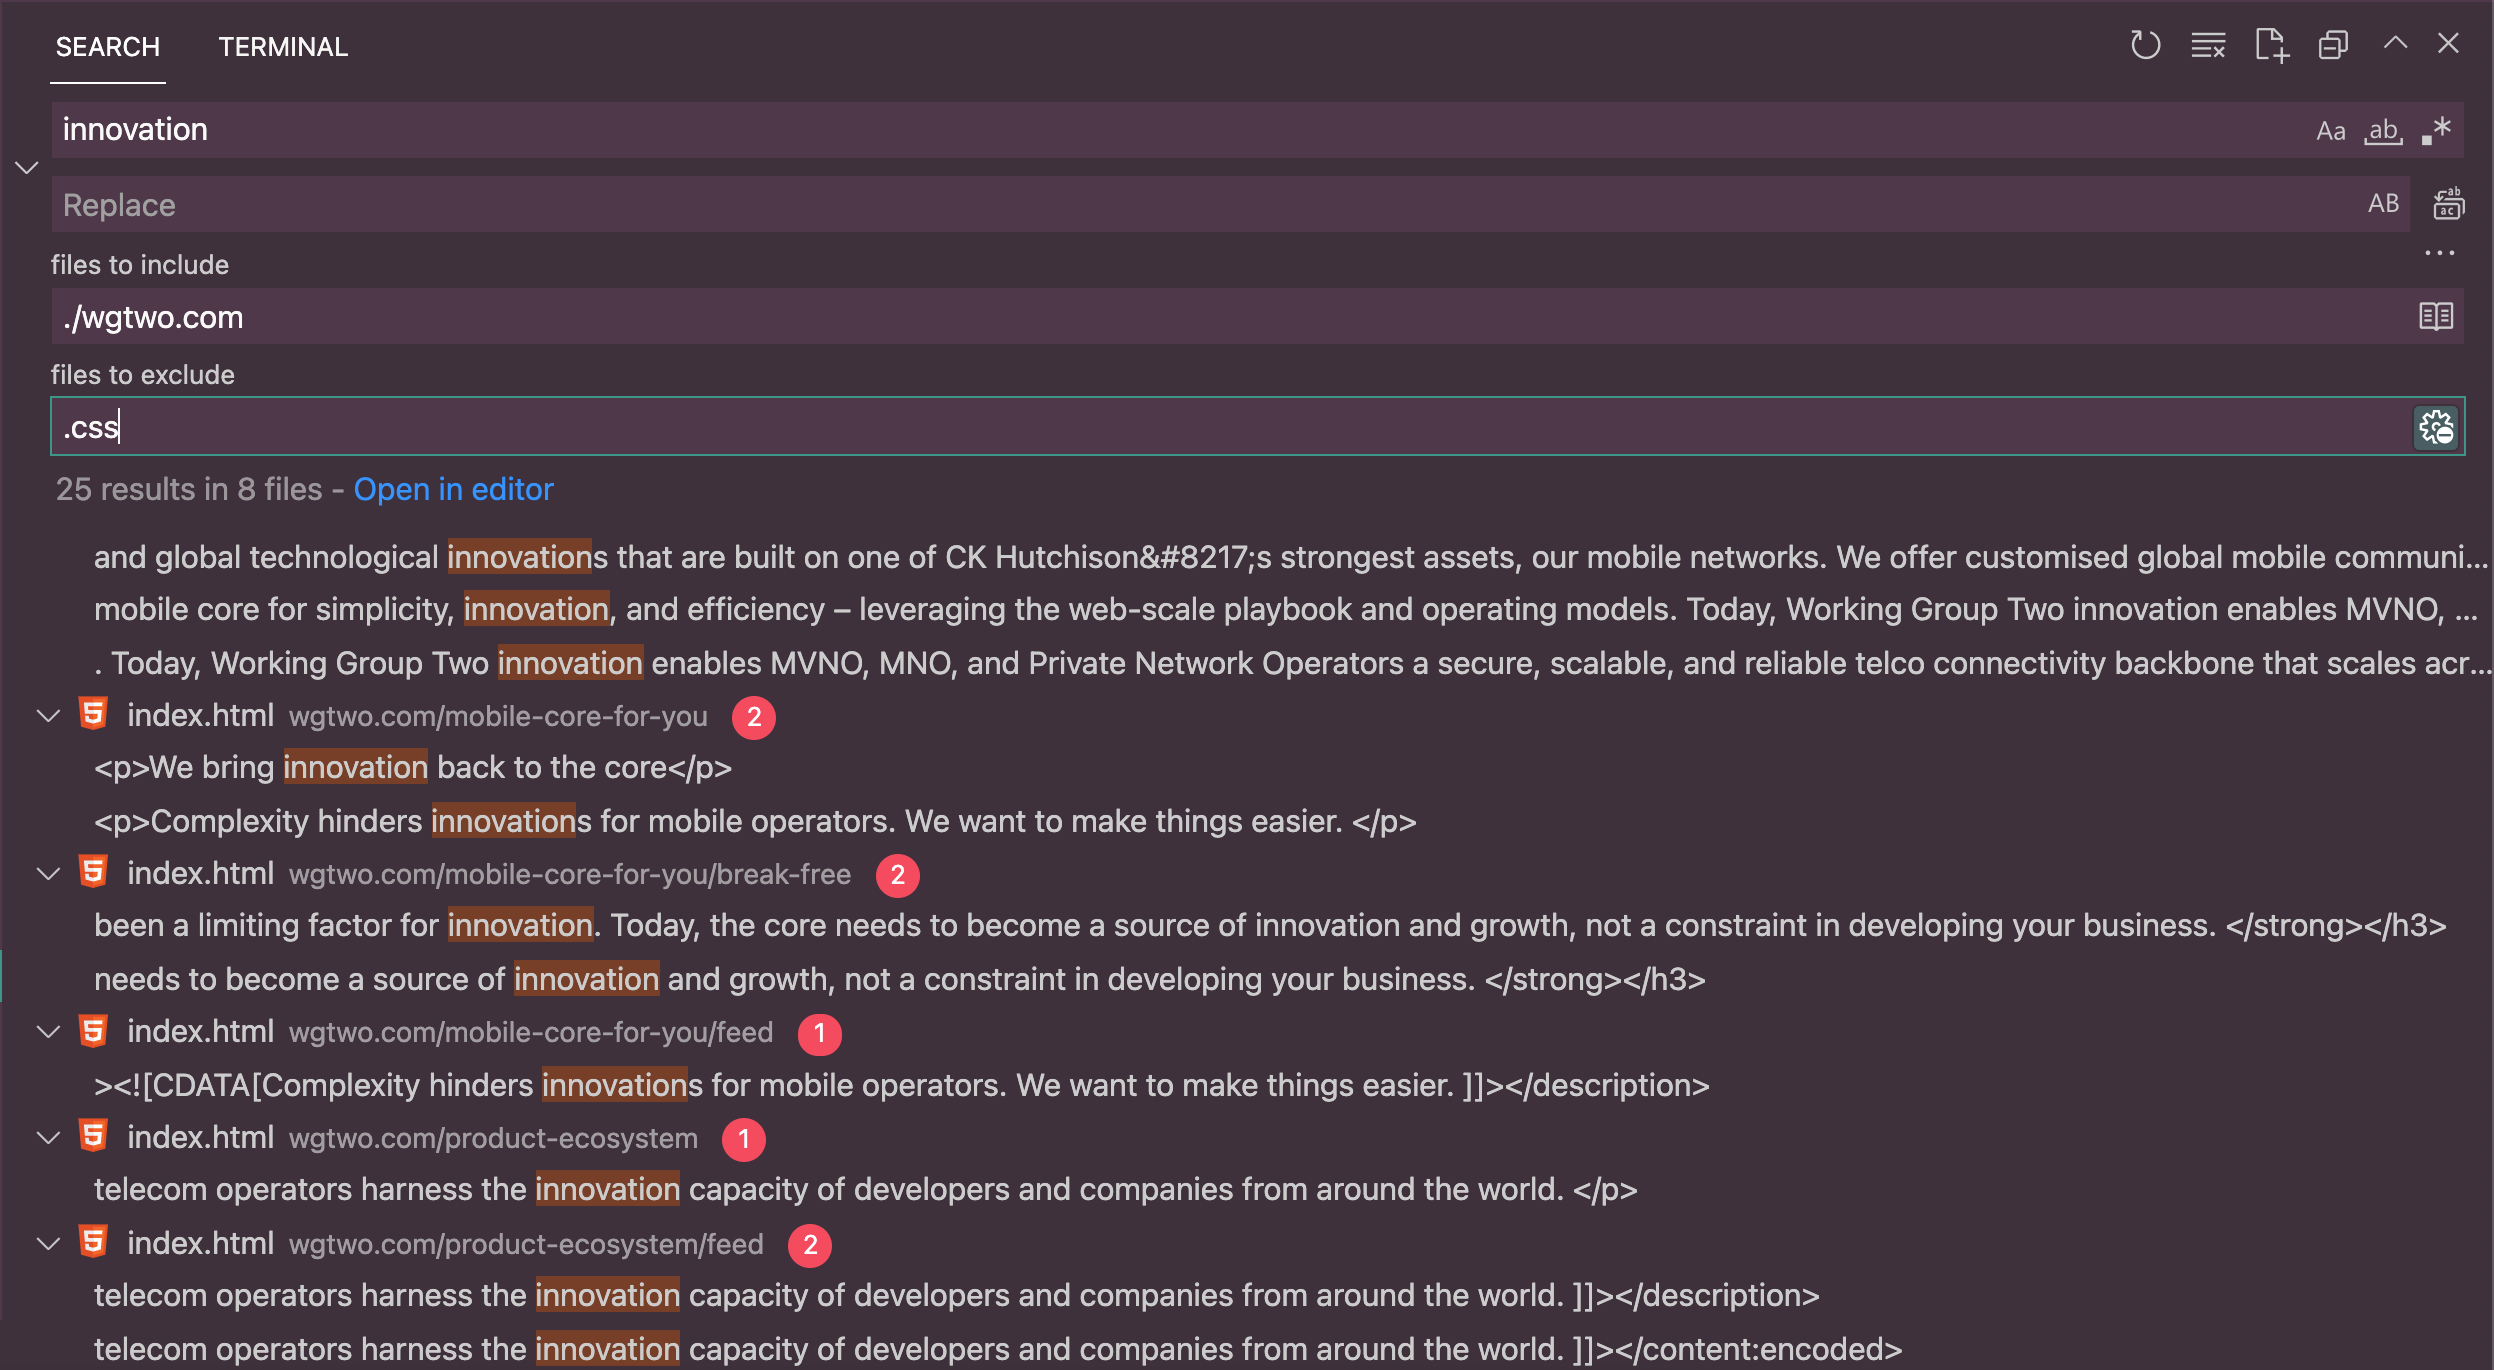 SEARCH TERMINAL
innovation Aa ab *
Replace AB ab ac
files to include ...
./wgtwo.com
files to exclude
.css
25 results in 8 files - Open in editor
and global technological innovations that are built on one of CK Hutchison&#8217;s strongest assets, our mobile networks. We offer customised global mobile communi...
mobile core for simplicity, innovation, and efficiency – leveraging the web-scale playbook and operating models. Today, Working Group Two innovation enables MVNO, ...
. Today, Working Group Two innovation enables MVNO, MNO, and Private Network Operators a secure, scalable, and reliable telco connectivity backbone that scales acr...
index.html wgtwo.com/mobile-core-for-you 2
<p>We bring innovation back to the core</p>
<p>Complexity hinders innovations for mobile operators. We want to make things easier. </p>
index.html wgtwo.com/mobile-core-for-you/break-free 2
been a limiting factor for innovation. Today, the core needs to become a source of innovation and growth, not a constraint in developing your business. </strong></h3>
needs to become a source of innovation and growth, not a constraint in developing your business. </strong></h3>
index.html wgtwo.com/mobile-core-for-you/feed 1
><![CDATA[Complexity hinders innovations for mobile operators. We want to make things easier. ]]></description>
index.html wgtwo.com/product-ecosystem 1
telecom operators harness the innovation capacity of developers and companies from around the world. </p>
index.html wgtwo.com/product-ecosystem/feed 2
telecom operators harness the innovation capacity of developers and companies from around the world. ]]></description>
telecom operators harness the innovation capacity of developers and companies from around the world. ]]></content:encoded>